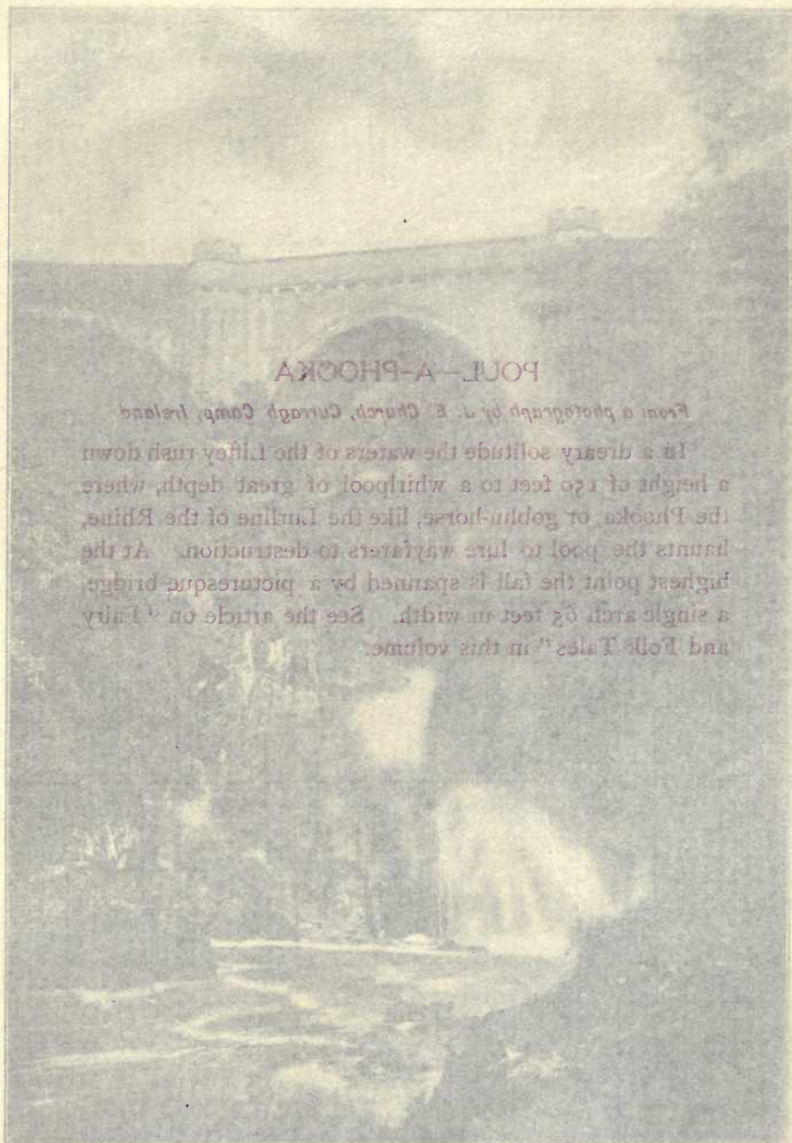 POUL—A-PHOOKA
From a photograph by J. E. Church, Curragh Camp, Ireland
In a dreary solitude the waters of the Liffey rush down
a height of 150 feet to a whirlpool of great depth, where
the Phooka, or goblin-horse, like the Lurline of the Rhine,
haunts the pool to lure wayfarers to destruction. At the
highest point the fall is spanned by a picturesque bridge,
a single arch 65 feet in width. See the article on "Fairy
and Folk Tales" in this volume.